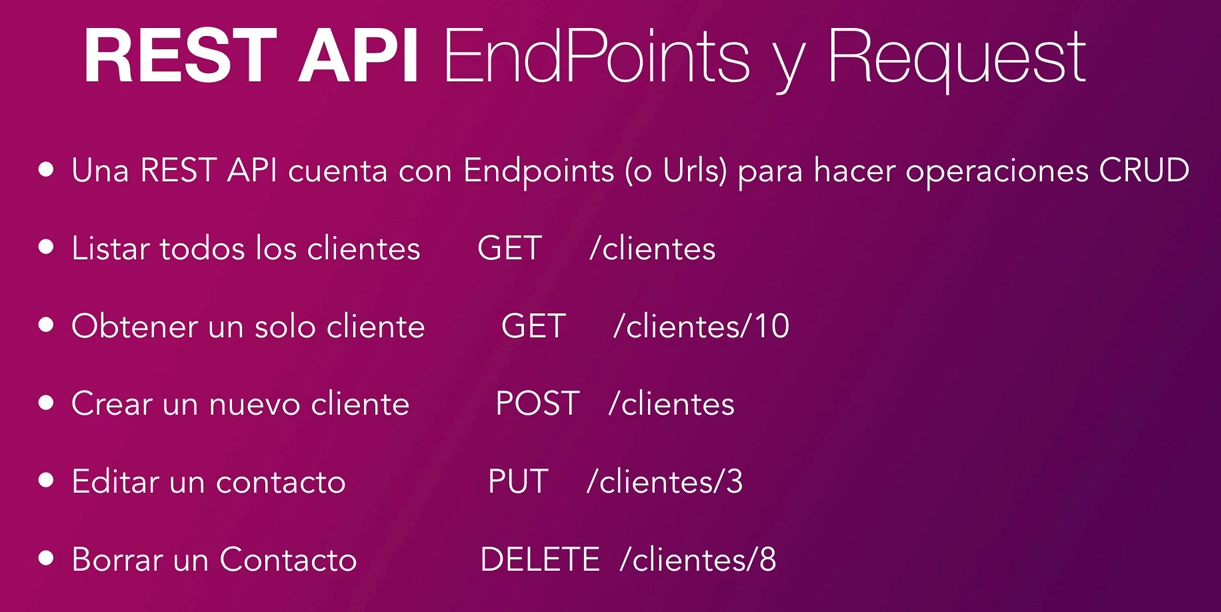 REST API EndPoints y Request
• Una REST API cuenta con Endpoints (o Urls) para hacer operaciones CRUD
• Listar todos los clientes GET /clientes
• Obtener un solo cliente GET /clientes/10
• Crear un nuevo cliente POST /clientes
• Editar un contacto PUT /clientes/3
• Borrar un Contacto DELETE /clientes/8